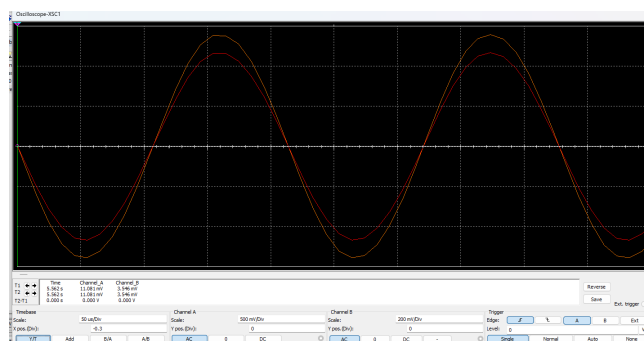 Oscilloscope-XSC1
Time Channel_A Channel_B
T1 5.362 s 11.081 mV 3.546 mV
T2 5.362 s 11.081 mV 3.546 mV
T2-T1 0.000 s 0.000 V 0.000 V
Reverse
Save
Ext. trigger
Timebase Channel A Channel B Trigger
Scale: 50 us/Div Scale: 500 mV/Div Scale: 200 mV/Div Edge: A B Ext
X pos.(Div): -0.3 Y pos.(Div): 0 Y pos.(Div): 0 Level: 0 V
Y/T Add B/A A/B AC 0 DC AC 0 DC - Single Normal Auto None